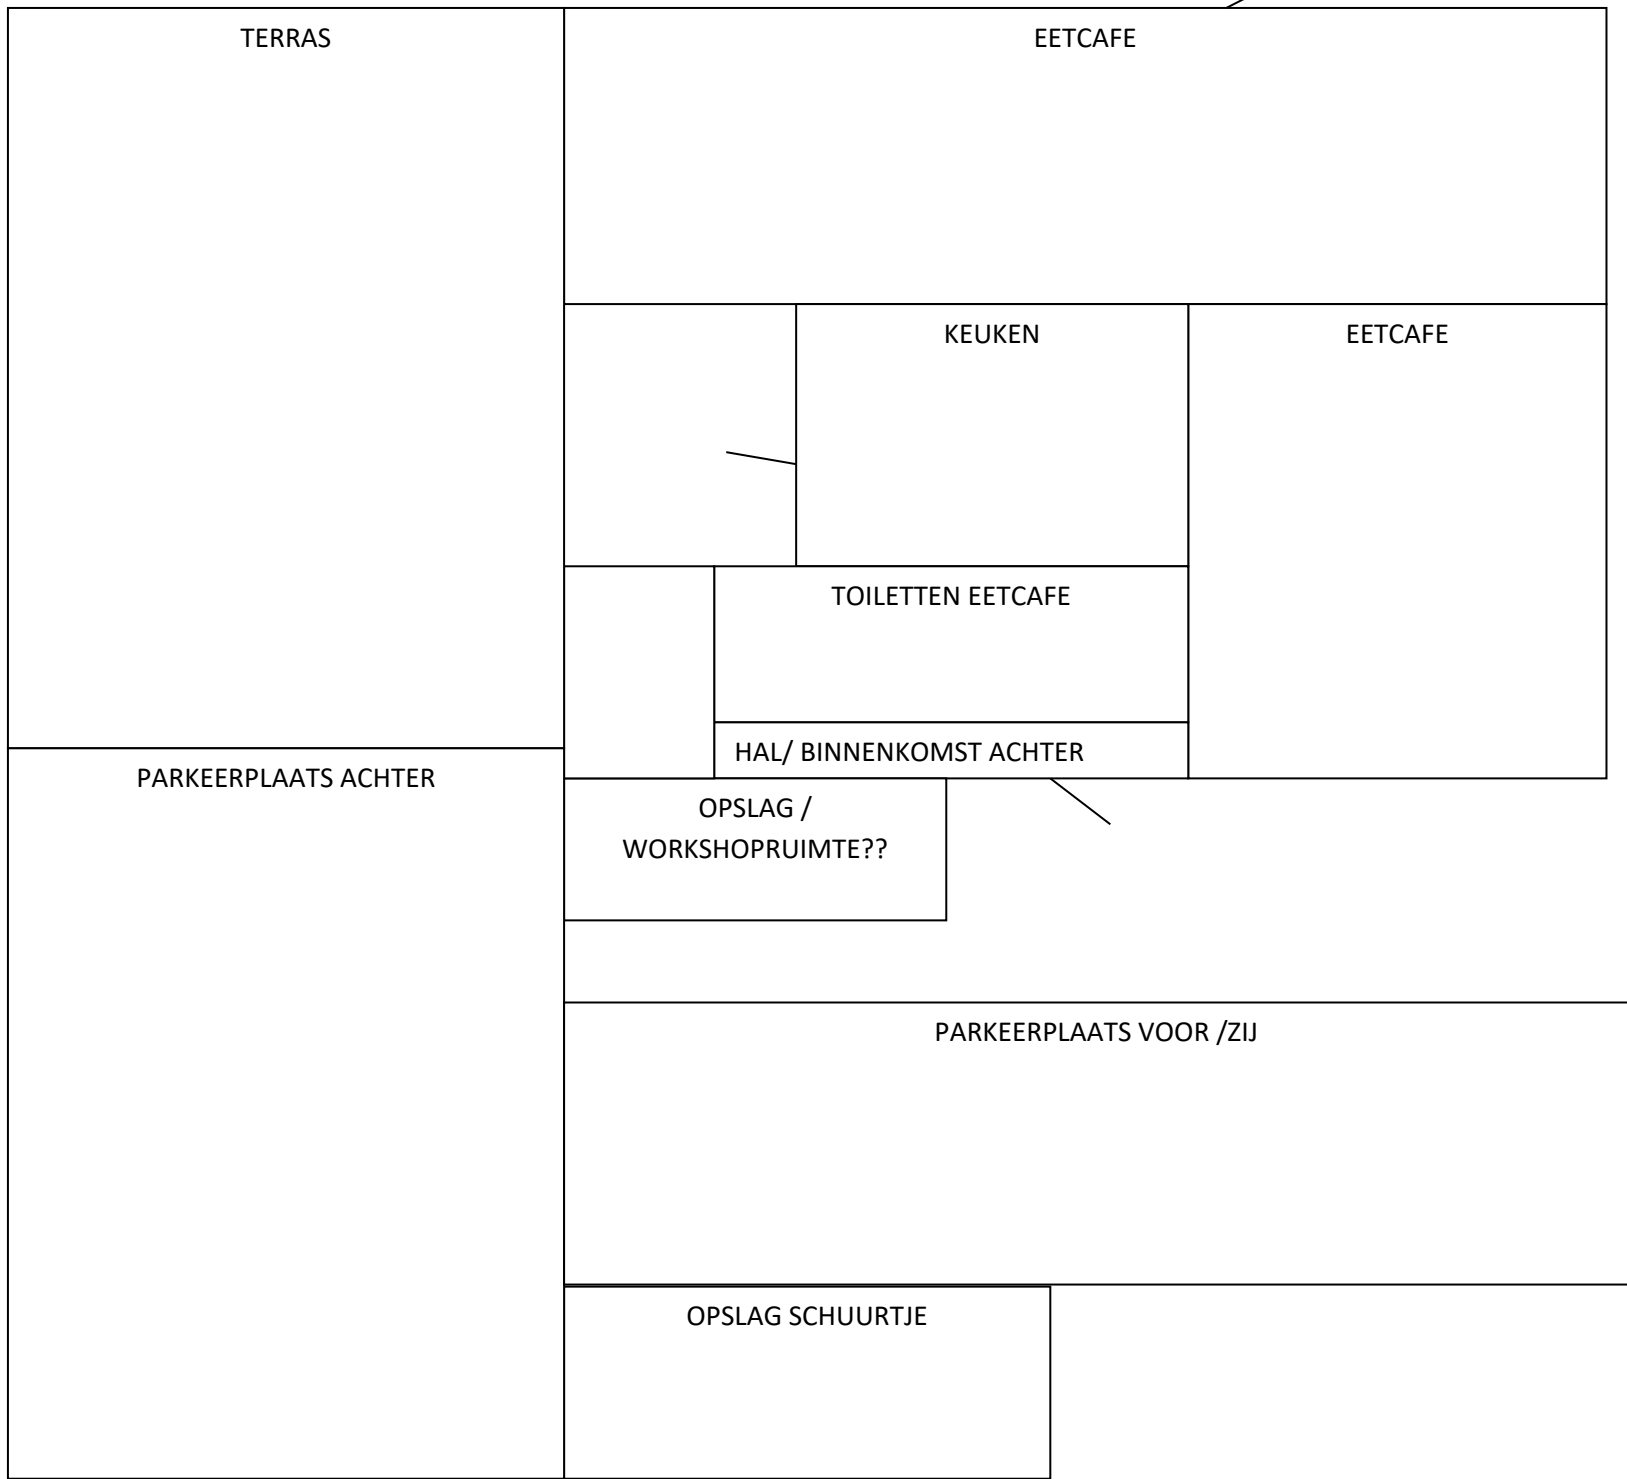 TERRAS
EETCAFE
KEUKEN
EETCAFE
TOILETTEN EETCAFE
HAL/ BINNENKOMST ACHTER
PARKEERPLAATS ACHTER
OPSLAG /
WORKSHOPRUIMTE??
PARKEERPLAATS VOOR /ZIJ
OPSLAG SCHUURTJE